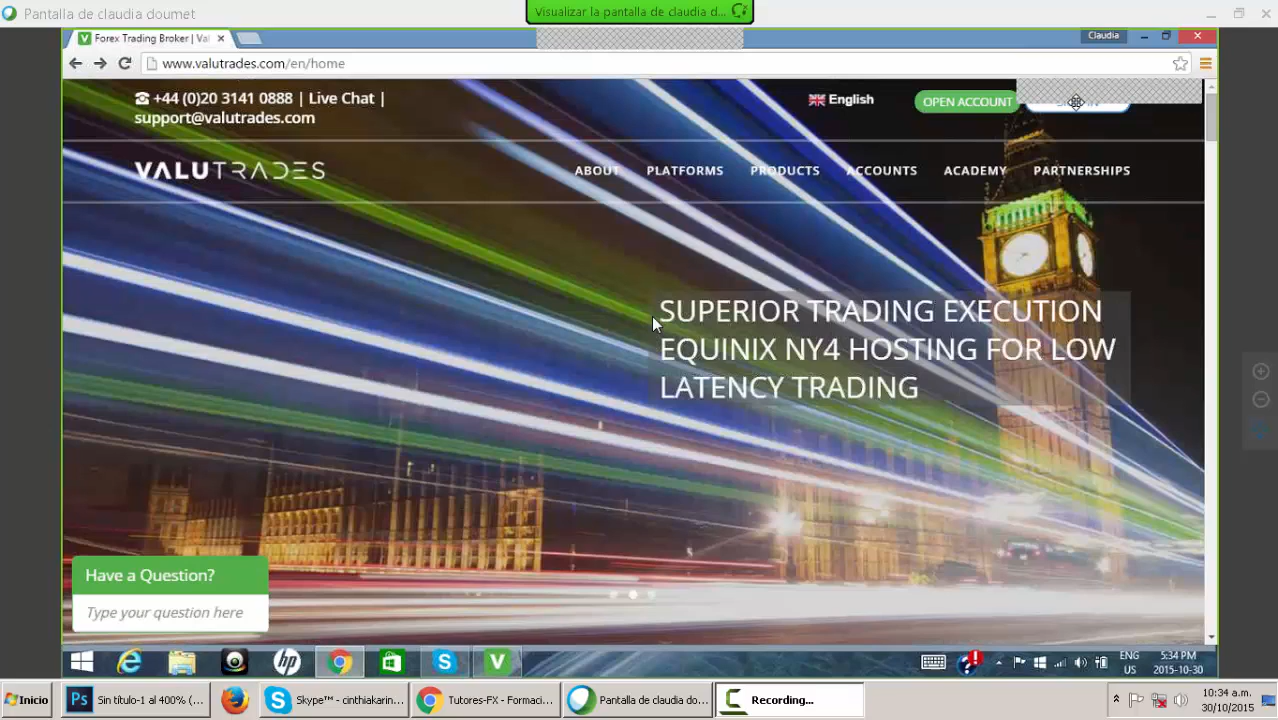 Pantalla de claudia doumet
Visualizar la pantalla de claudia d...
Forex Trading Broker | Val
Claudia
www.valutrades.com/en/home
+44 (0)20 3141 0888 | Live Chat |
support@valutrades.com
English
OPEN ACCOUNT
VALUTRADES
ABOUT PLATFORMS PRODUCTS ACCOUNTS ACADEMY PARTNERSHIPS
SUPERIOR TRADING EXECUTION
EQUINIX NY4 HOSTING FOR LOW
LATENCY TRADING
Have a Question?
Type your question here
ENG
US
5:34 PM
2015-10-30
Inicio
Sin título-1 al 400% (...
Skype™ – cinthiakarin...
Tutores FX – Formaci...
Pantalla de claudia do...
Recording...
10:34 a.m.
30/10/2015